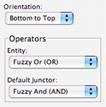 Orientation:
Bottom to Top
Operators
Entity:
Fuzzy Or (OR)
Default Junctor:
Fuzzy And (AND)